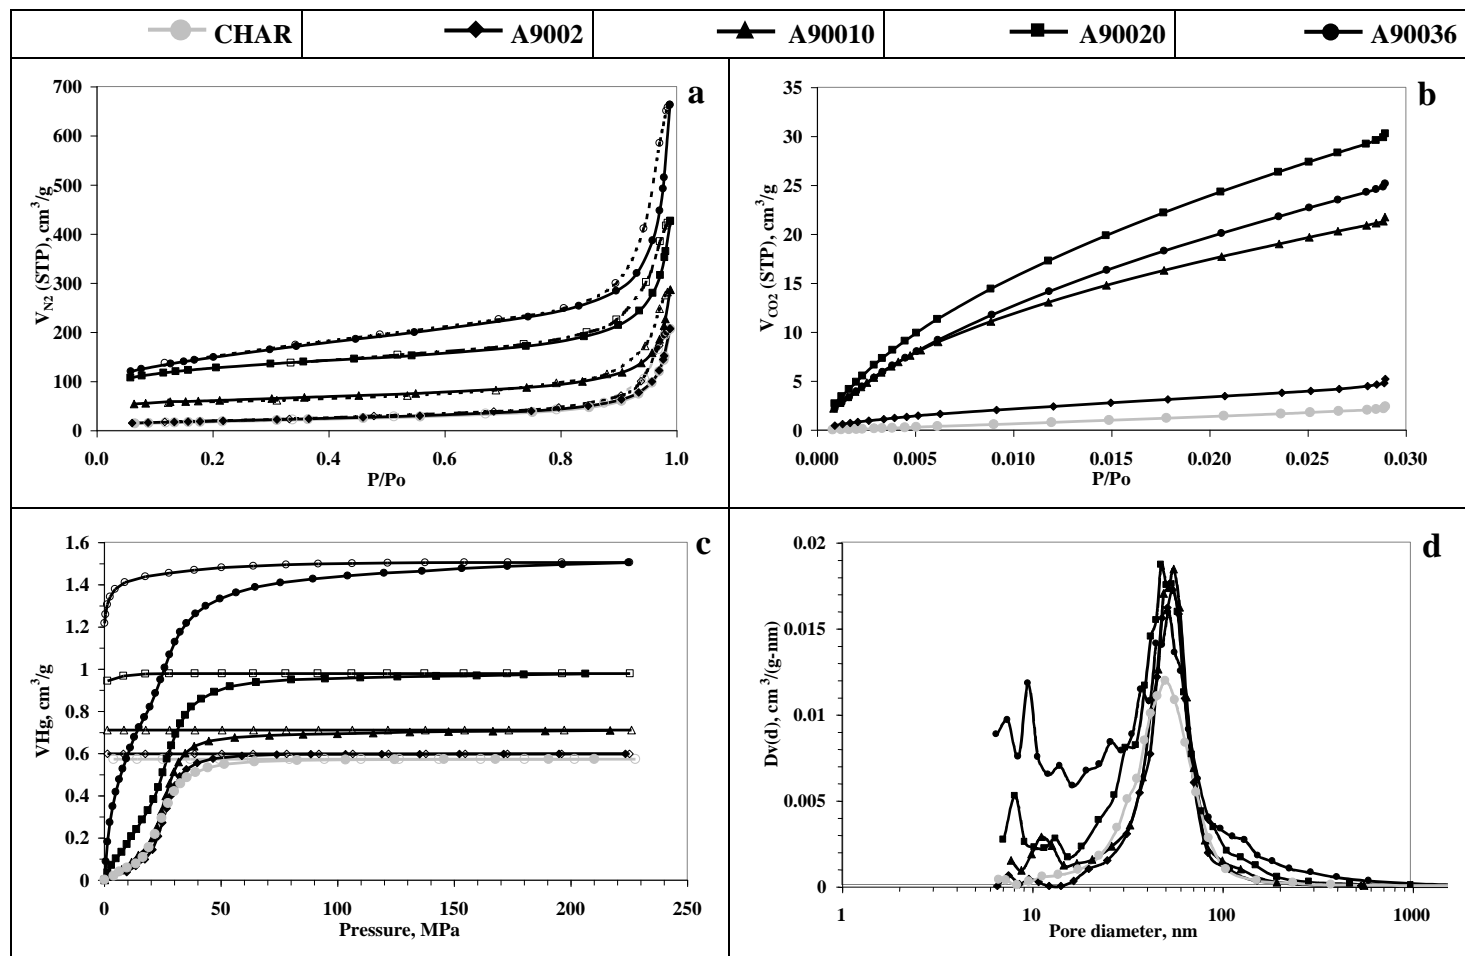 CHAR A9002 A90010 A90020 A90036
a
V_N2 (STP), cm³/g
700
600
500
400
300
200
100
0
0.0 0.2 0.4 0.6 0.8 1.0
P/Po
b
V_CO2 (STP), cm³/g
35
30
25
20
15
10
5
0
0.000 0.005 0.010 0.015 0.020 0.025 0.030
P/Po
c
VHg, cm³/g
1.6
1.4
1.2
1
0.8
0.6
0.4
0.2
0
0 50 100 150 200 250
Pressure, MPa
d
Dv(d), cm³/(g-nm)
0.02
0.015
0.01
0.005
0
1 10 100 1000
Pore diameter, nm